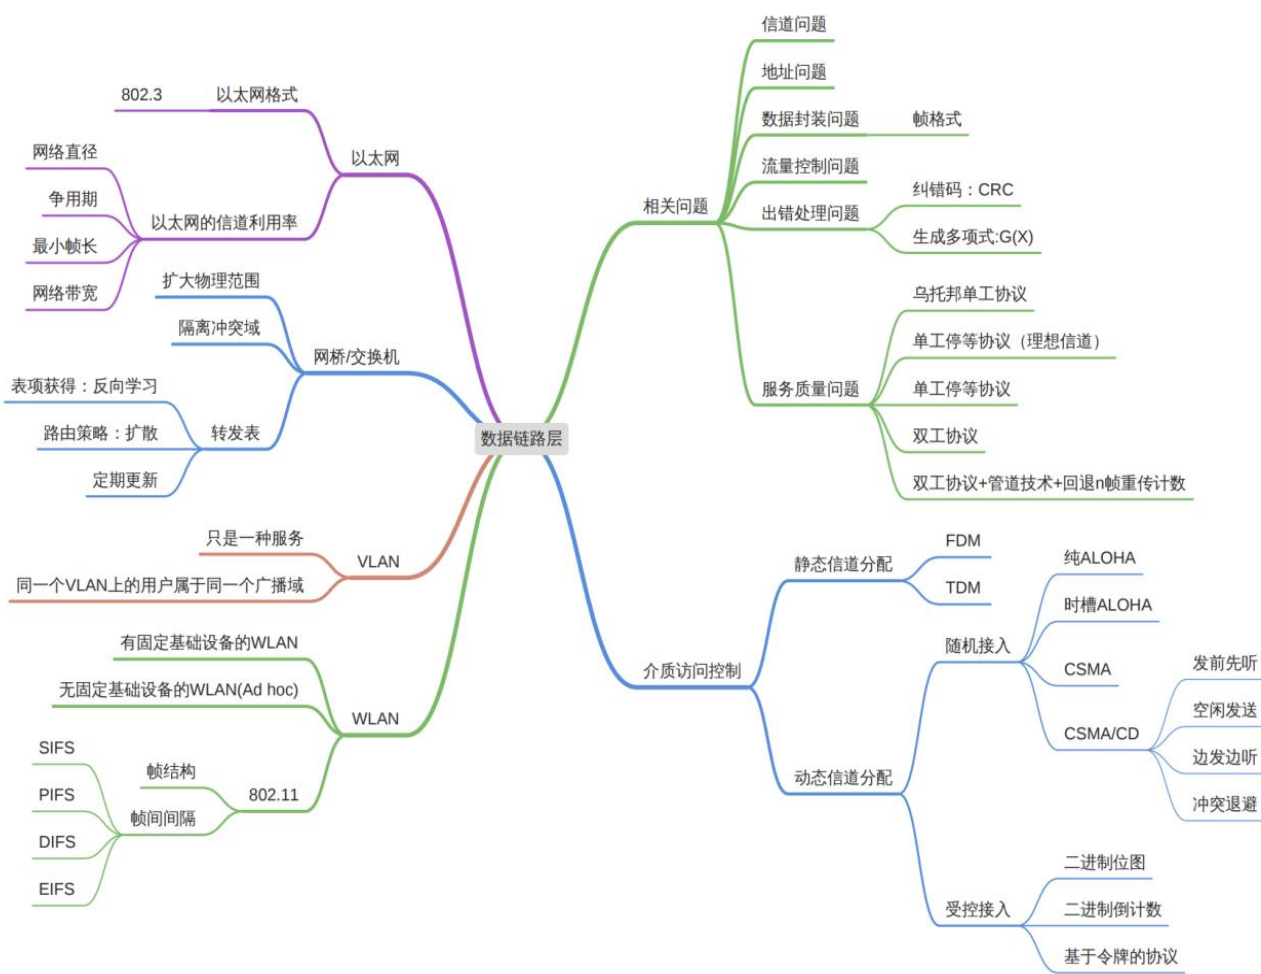 数据链路层
相关问题
信道问题
地址问题
数据封装问题
帧格式
流量控制问题
出错处理问题
纠错码：CRC
生成多项式:G(X)
服务质量问题
乌托邦单工协议
单工停等协议（理想信道）
单工停等协议
双工协议
双工协议+管道技术+回退n帧重传计数
介质访问控制
静态信道分配
FDM
TDM
动态信道分配
随机接入
纯ALOHA
时槽ALOHA
CSMA
CSMA/CD
发前先听
空闲发送
边发边听
冲突退避
受控接入
二进制位图
二进制倒计数
基于令牌的协议
以太网
以太网格式
802.3
以太网的信道利用率
网络直径
争用期
最小帧长
网络带宽
网桥/交换机
扩大物理范围
隔离冲突域
转发表
表项获得：反向学习
路由策略：扩散
定期更新
VLAN
只是一种服务
同一个VLAN上的用户属于同一个广播域
WLAN
有固定基础设备的WLAN
无固定基础设备的WLAN(Ad hoc)
802.11
帧结构
帧间间隔
SIFS
PIFS
DIFS
EIFS